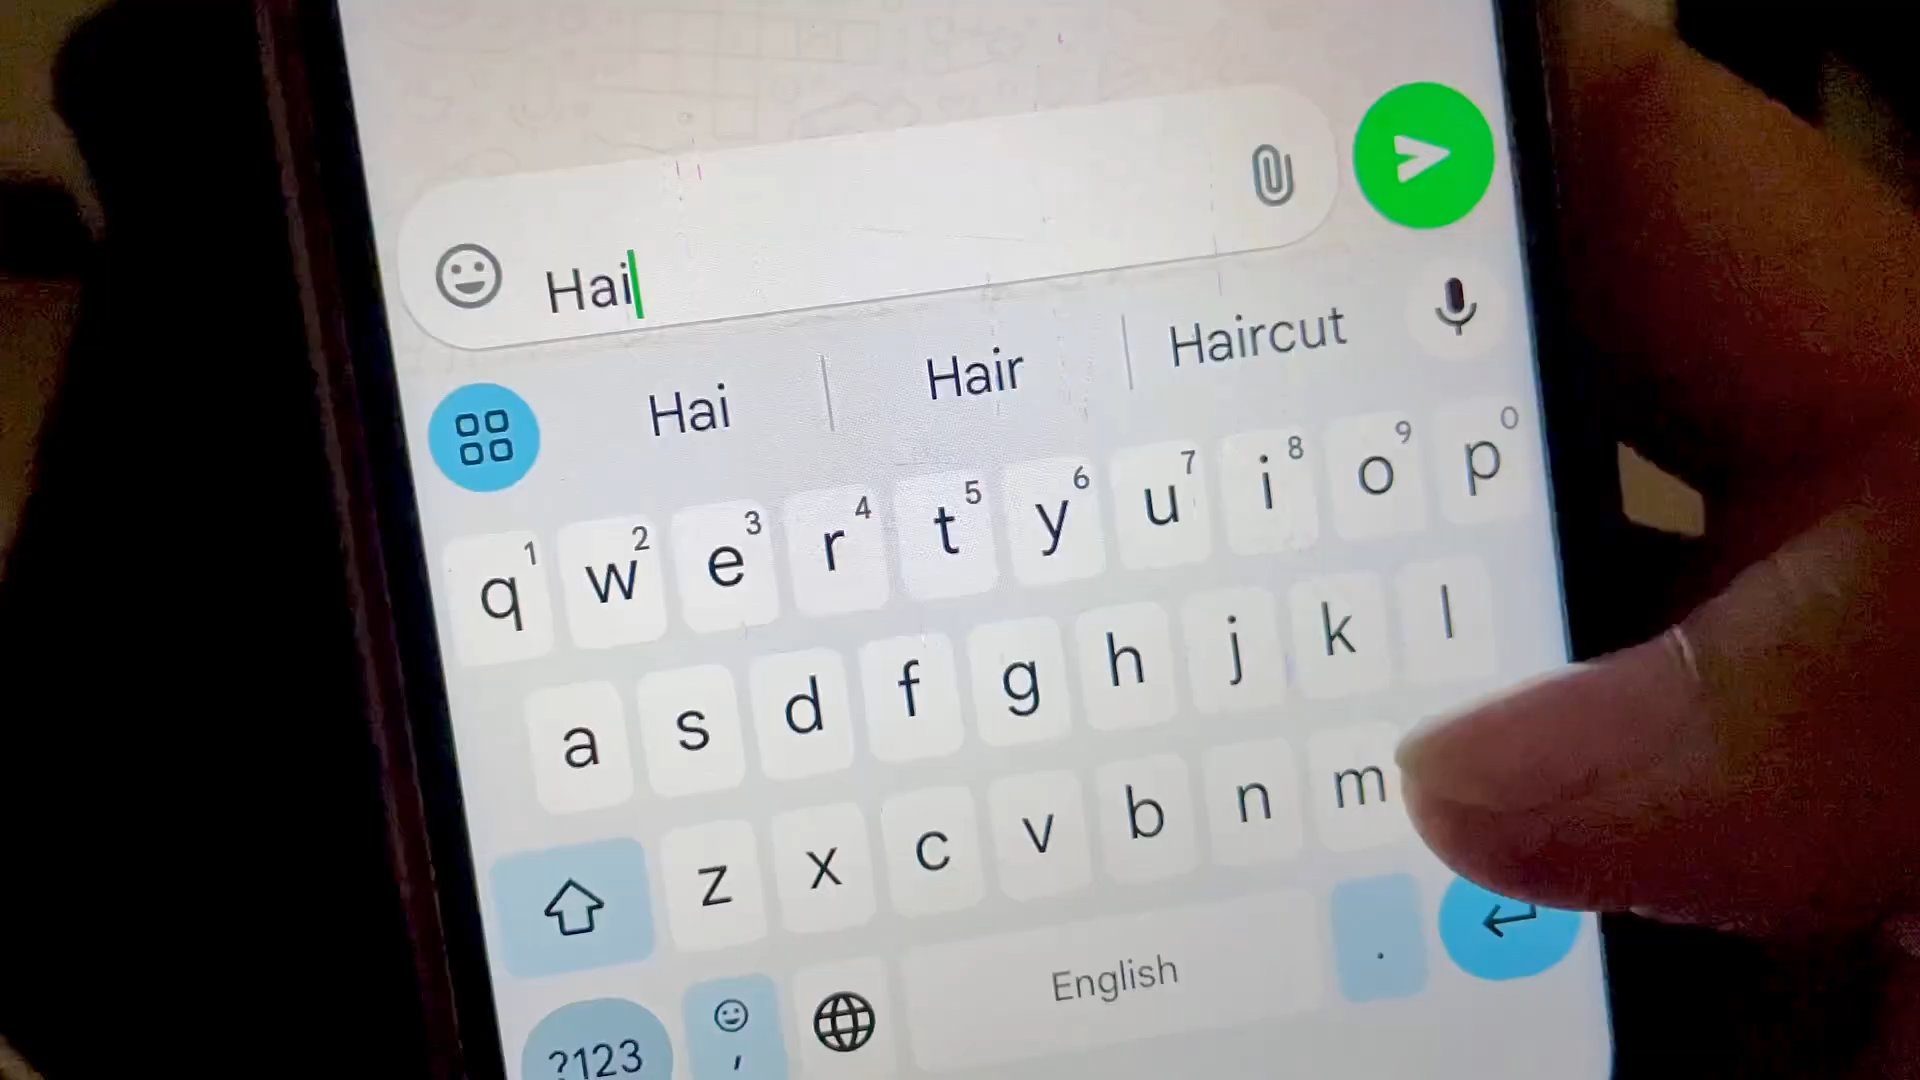 Hai
Hai Hair Haircut
q1 w2 e3 r4 t5 y6 u7 i8 o9 p0
a s d f g h j k l
z x c v b n m
?123 , English .